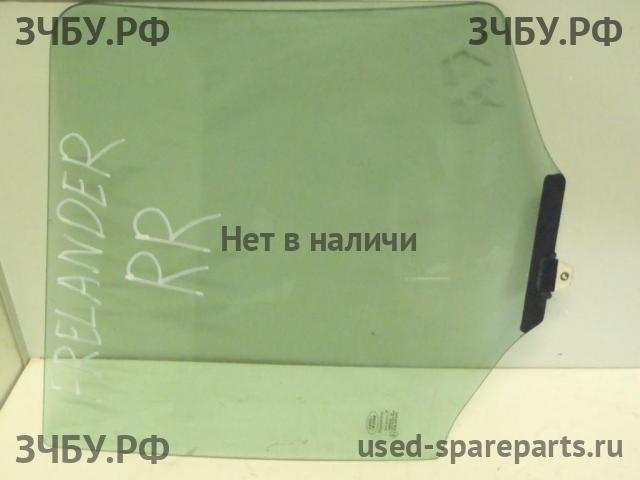 ЗЧБУ.РФ
ЗЧБУ.РФ
FRELANDER
RR
Нет в наличи
ЗЧБУ.РФ
used-spareparts.ru